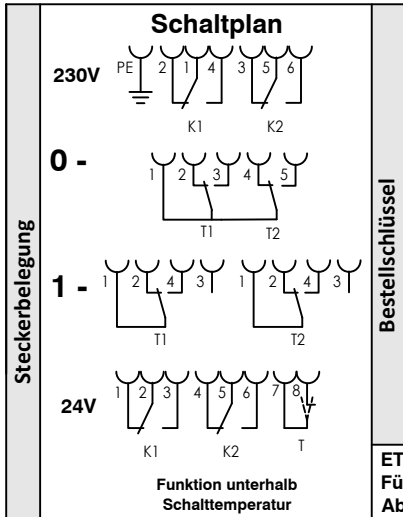 Schaltplan
230V
PE 2 1 4 3 5 6
K1 K2
0 -
1 2 3 4 5
T1 T2
1 -
1 2 4 3 1 2 4 3
T1 T2
24V
1 2 3 4 5 6 7 8
K1 K2 T
Funktion unterhalb
Schalttemperatur
Steckerbelegung
Bestellschlüssel
ET
Fü
Ab